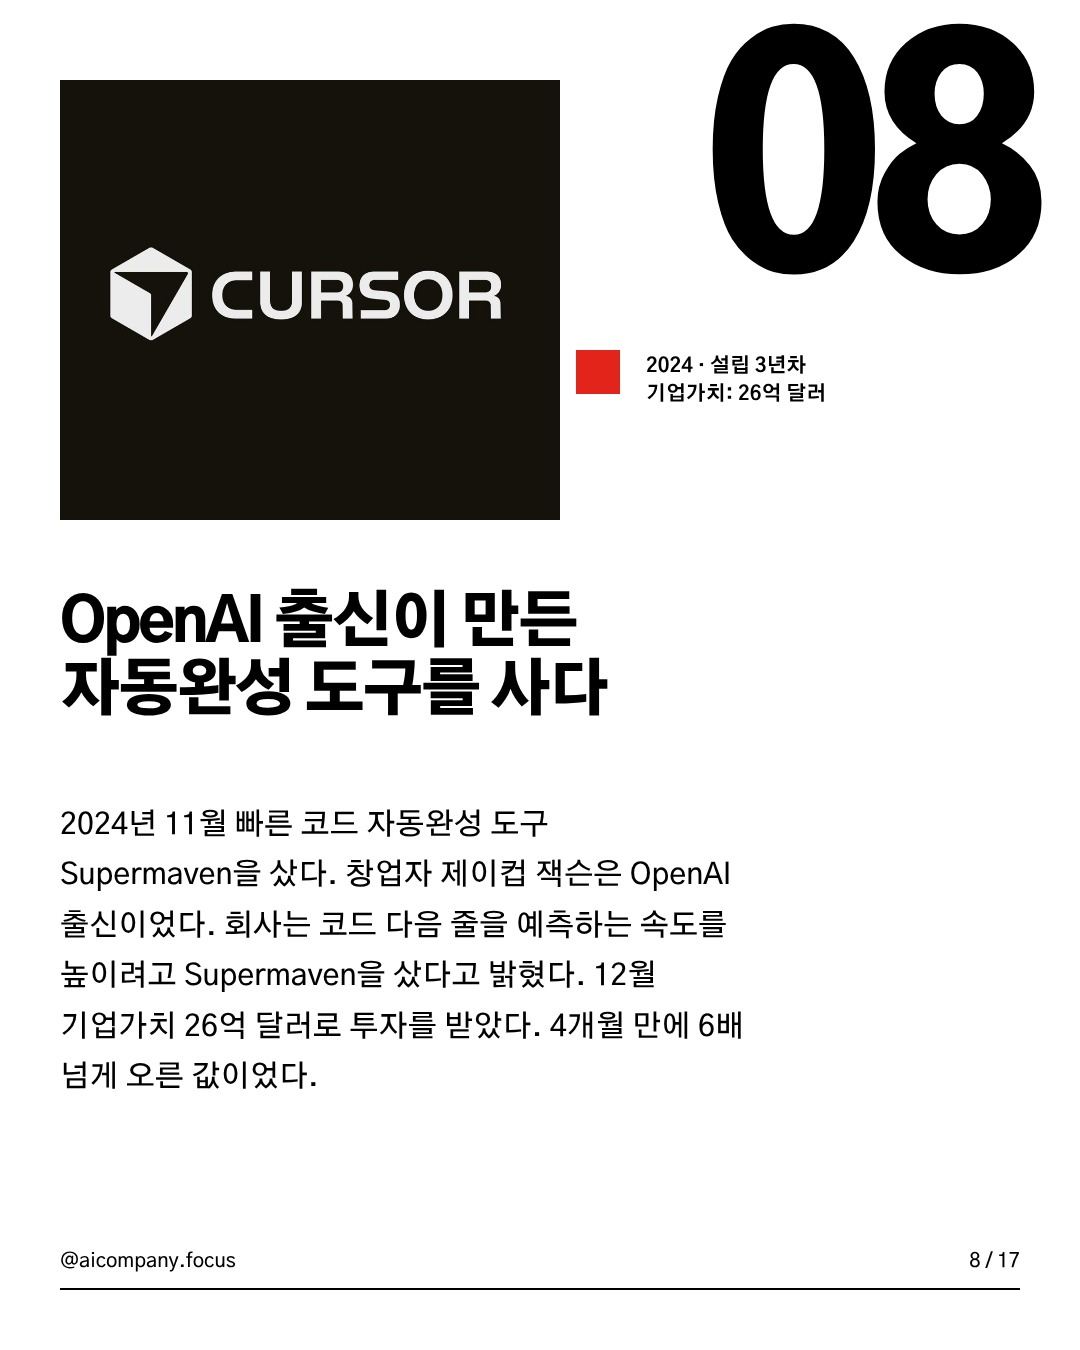 08
CURSOR
2024 · 설립 3년차
기업가치: 26억 달러
OpenAI 출신이 만든
자동완성 도구를 사다
2024년 11월 빠른 코드 자동완성 도구
Supermaven을 샀다. 창업자 제이컵 잭슨은 OpenAI
출신이었다. 회사는 코드 다음 줄을 예측하는 속도를
높이려고 Supermaven을 샀다고 밝혔다. 12월
기업가치 26억 달러로 투자를 받았다. 4개월 만에 6배
넘게 오른 값이었다.
@aicompany.focus
8 / 17